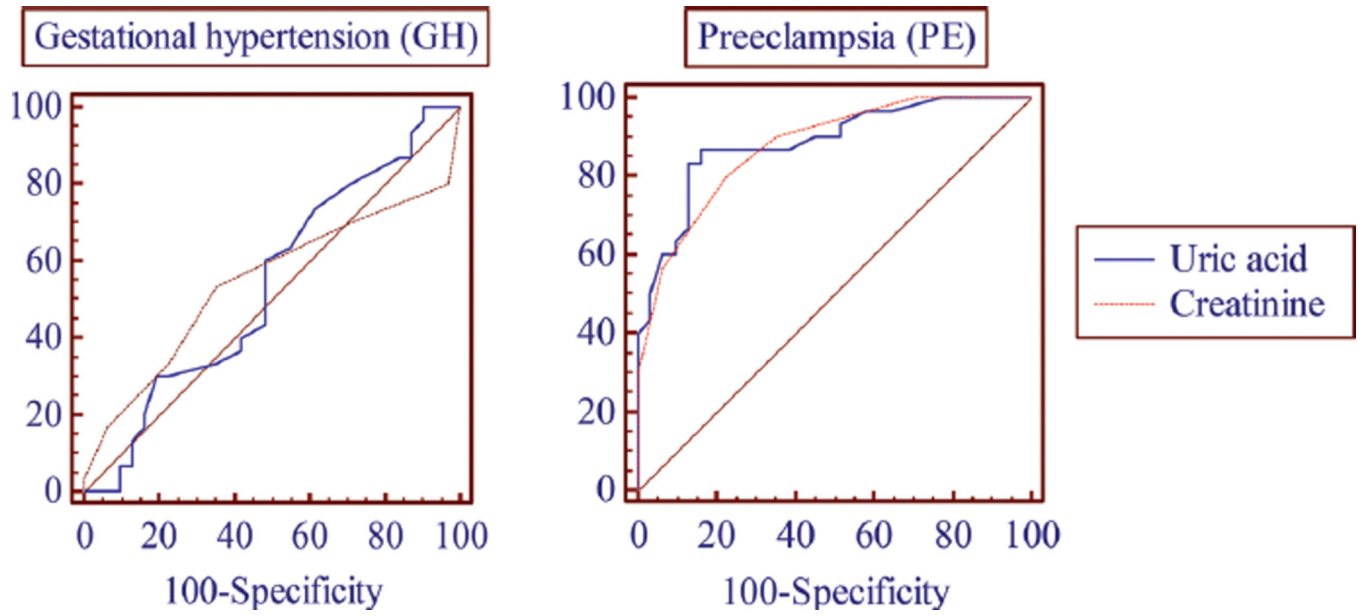 Gestational hypertension (GH)
100
80
60
40
20
0
0 20 40 60 80 100
100-Specificity
Preeclampsia (PE)
100
80
60
40
20
0
0 20 40 60 80 100
100-Specificity
Uric acid
Creatinine